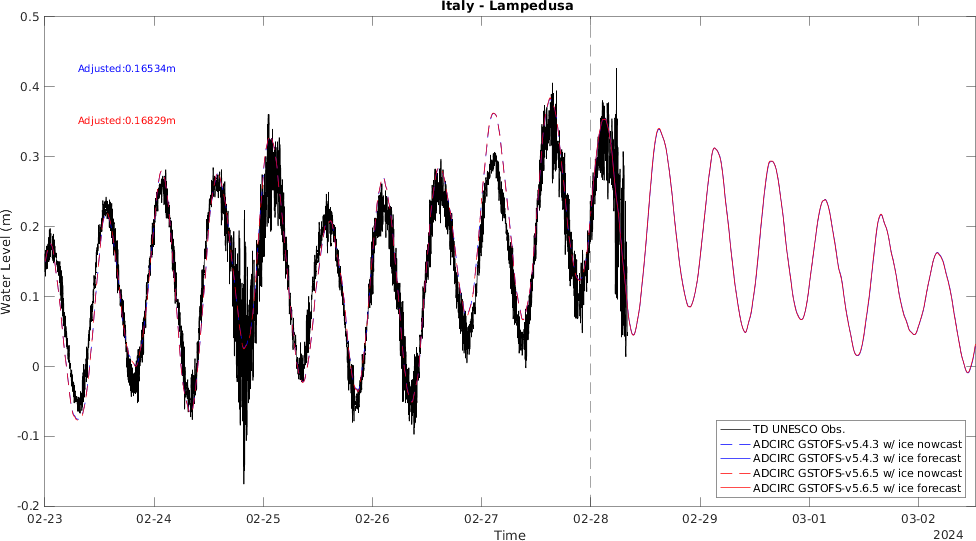 Italy - Lampedusa
0.5
0.4
0.3
0.2
0.1
0
-0.1
-0.2
Water Level (m)
Adjusted:0.16534m
Adjusted:0.16829m
TD UNESCO Obs.
ADCIRC GSTOFS-v5.4.3 w/ ice nowcast
ADCIRC GSTOFS-v5.4.3 w/ ice forecast
ADCIRC GSTOFS-v5.6.5 w/ ice nowcast
ADCIRC GSTOFS-v5.6.5 w/ ice forecast
02-23 02-24 02-25 02-26 02-27 02-28 02-29 03-01 03-02
Time
2024